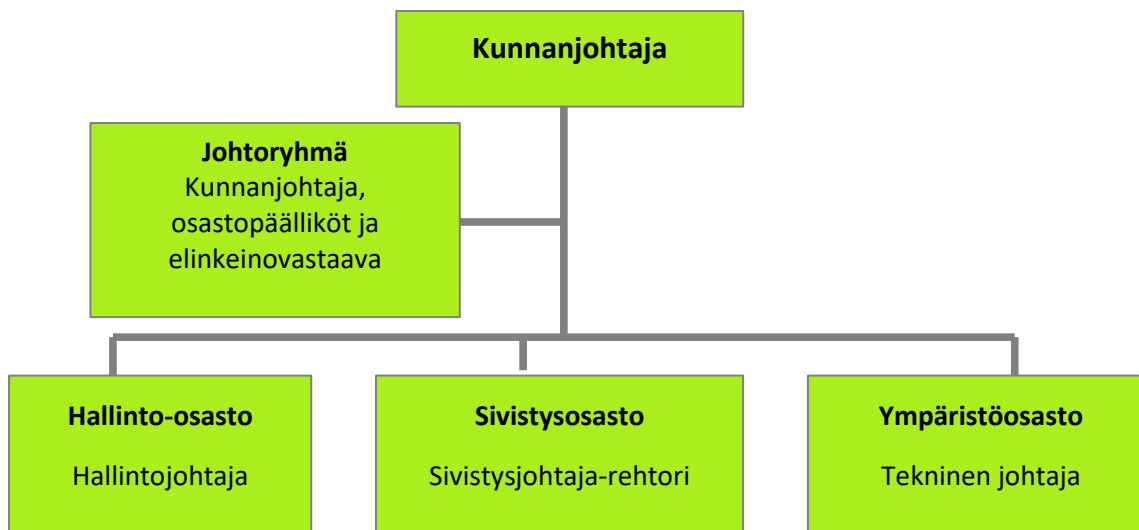 Kunnanjohtaja
Johtoryhmä
Kunnanjohtaja,
osastopäälliköt ja
elinkeinovastaava
Hallinto-osasto
Hallintojohtaja
Sivistysosasto
Sivistysjohtaja-rehtori
Ympäristöosasto
Tekninen johtaja